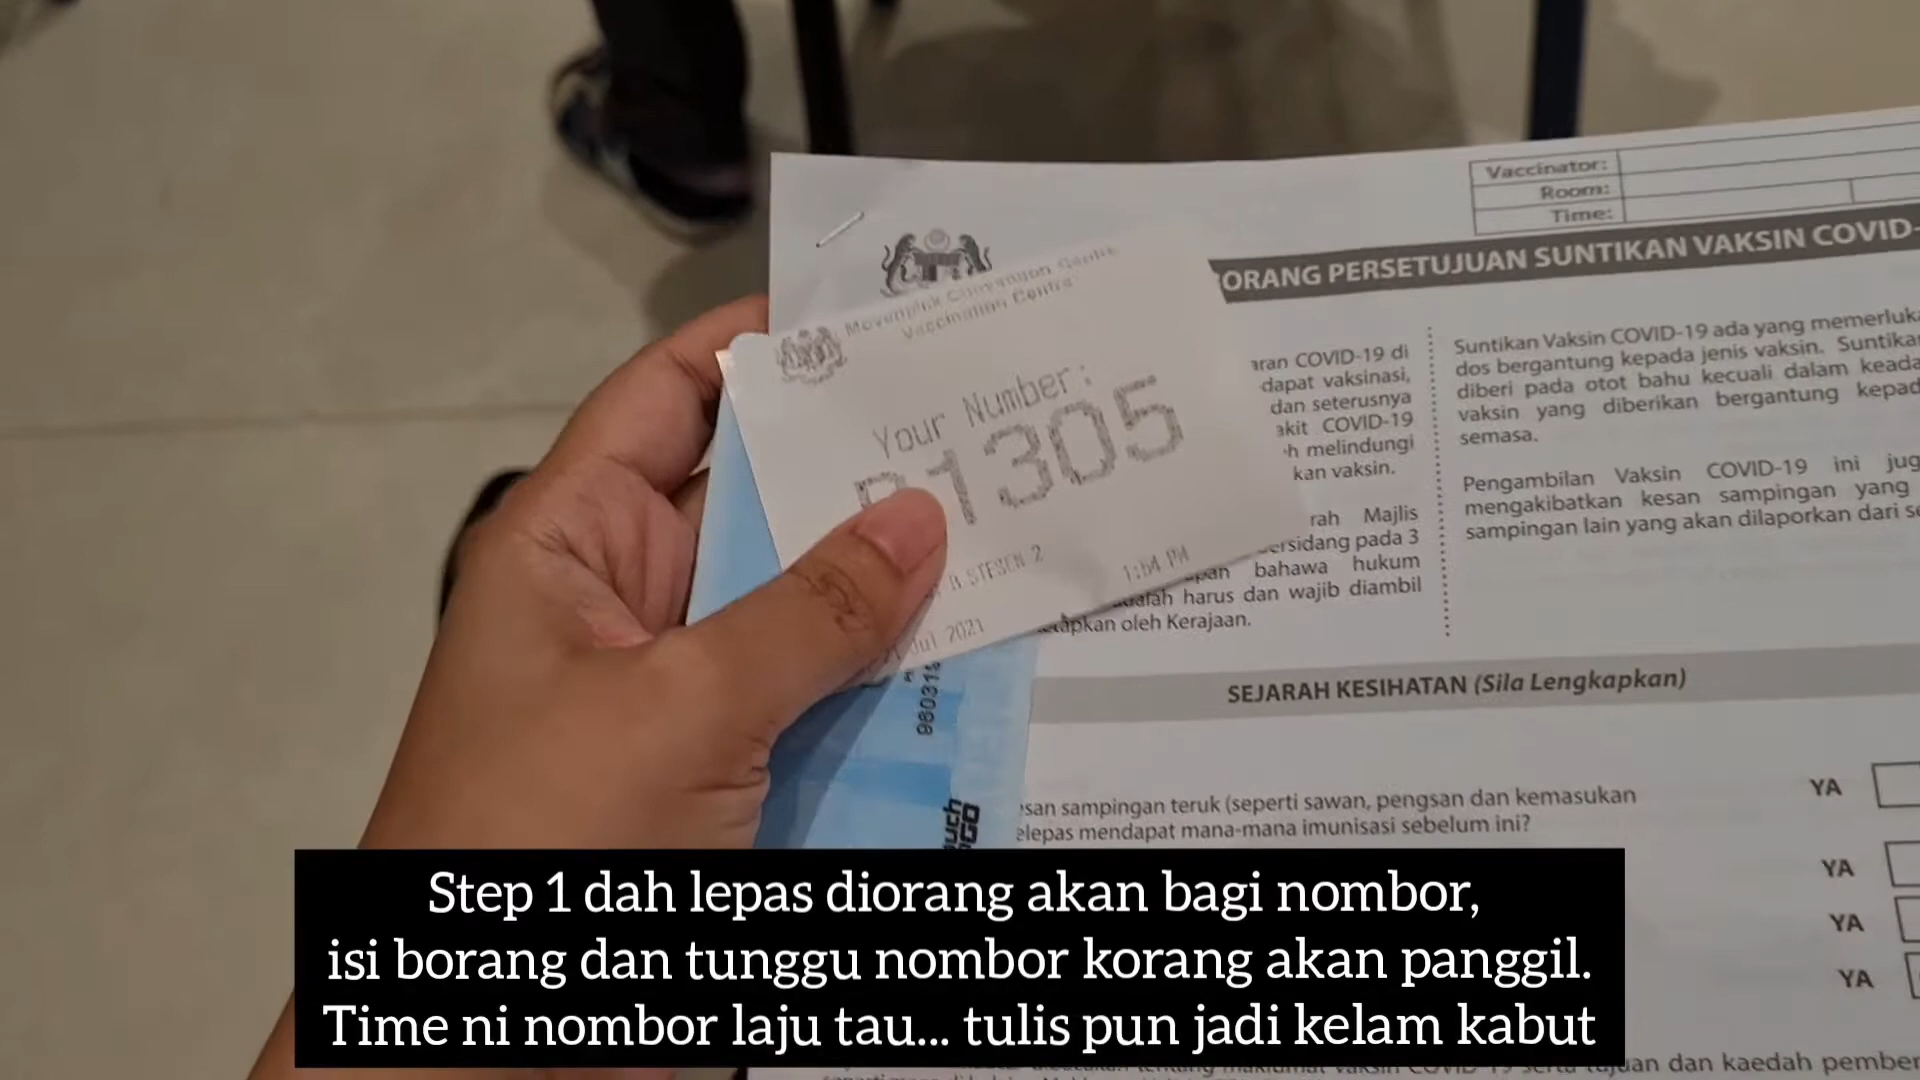 Vaccinator:
Room:
Time:
ORANG PERSETUJUAN SUNTIKAN VAKSIN COVID-
Movenpick Convention Centre
Vaccination Centre
Your Number:
1305
STESEN 2
1:54 PM
Jul 2021
COVID-19 di
dapat vaksinasi,
dan seterusnya
COVID-19
melindungi
kan vaksin.
rah Majlis
ersidang pada 3
bahawa hukum
harus dan wajib diambil
oleh Kerajaan.
Suntikan Vaksin COVID-19 ada yang memerluka
dos bergantung kepada jenis vaksin. Suntikan
diberi pada otot bahu kecuali dalam keada
vaksin yang diberikan bergantung kepad
semasa.
Pengambilan Vaksin COVID-19 ini jug
mengakibatkan kesan sampingan yang
sampingan lain yang akan dilaporkan dari se
SEJARAH KESIHATAN (Sila Lengkapkan)
san sampingan teruk (seperti sawan, pengsan dan kemasukan
elepas mendapat mana-mana imunisasi sebelum ini?
YA
YA
YA
YA
98031
ouch
nGO
Step 1 dah lepas diorang akan bagi nombor,
isi borang dan tunggu nombor korang akan panggil.
Time ni nombor laju tau... tulis pun jadi kelam kabut
dan kaedah pember